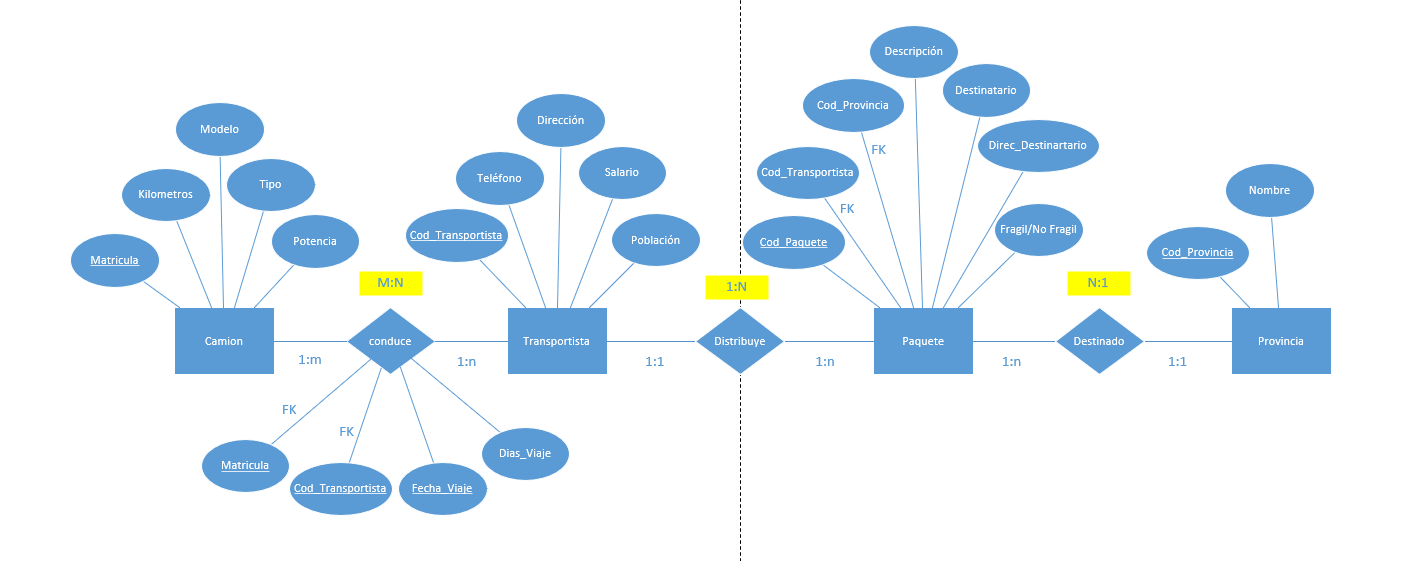 Descripción
Destinatario
Cod_Provincia
Dirección
Modelo
FK
Direc_Destinartario
Cod_Transportista
Salario
Teléfono
Tipo
Kilometros
Nombre
FK
Fragil/No Fragil
Cod_Transportista
Población
Potencia
Cod_Paquete
Cod_Provincia
Matricula
M:N
1:N
N:1
Camion
conduce
Transportista
Distribuye
Paquete
Destinado
Provincia
1:m
1:n
1:1
1:n
1:n
1:1
FK
FK
Dias_Viaje
Matricula
Cod_Transportista
Fecha_Viaje